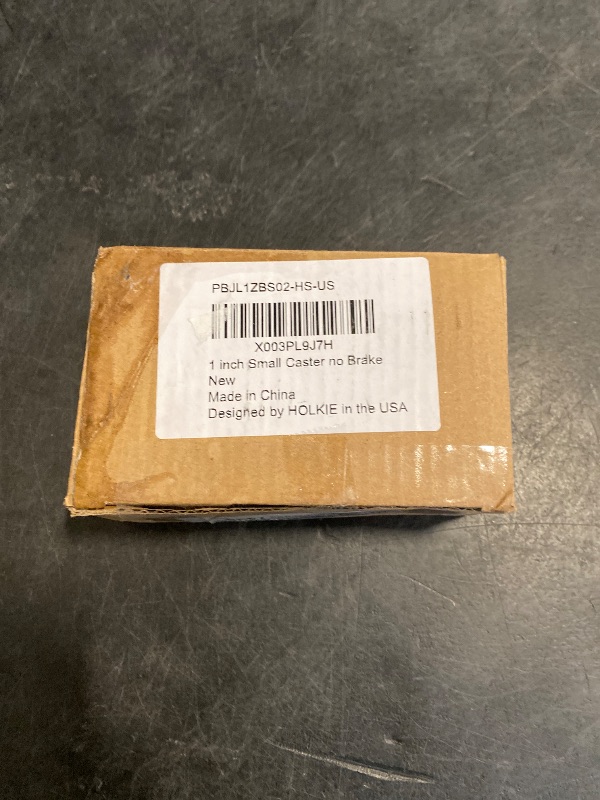 PBJL1ZBS02-HS-US
X003PL9J7H
1 inch Small Caster no Brake
New
Made in China
Designed by HOLKIE in the USA